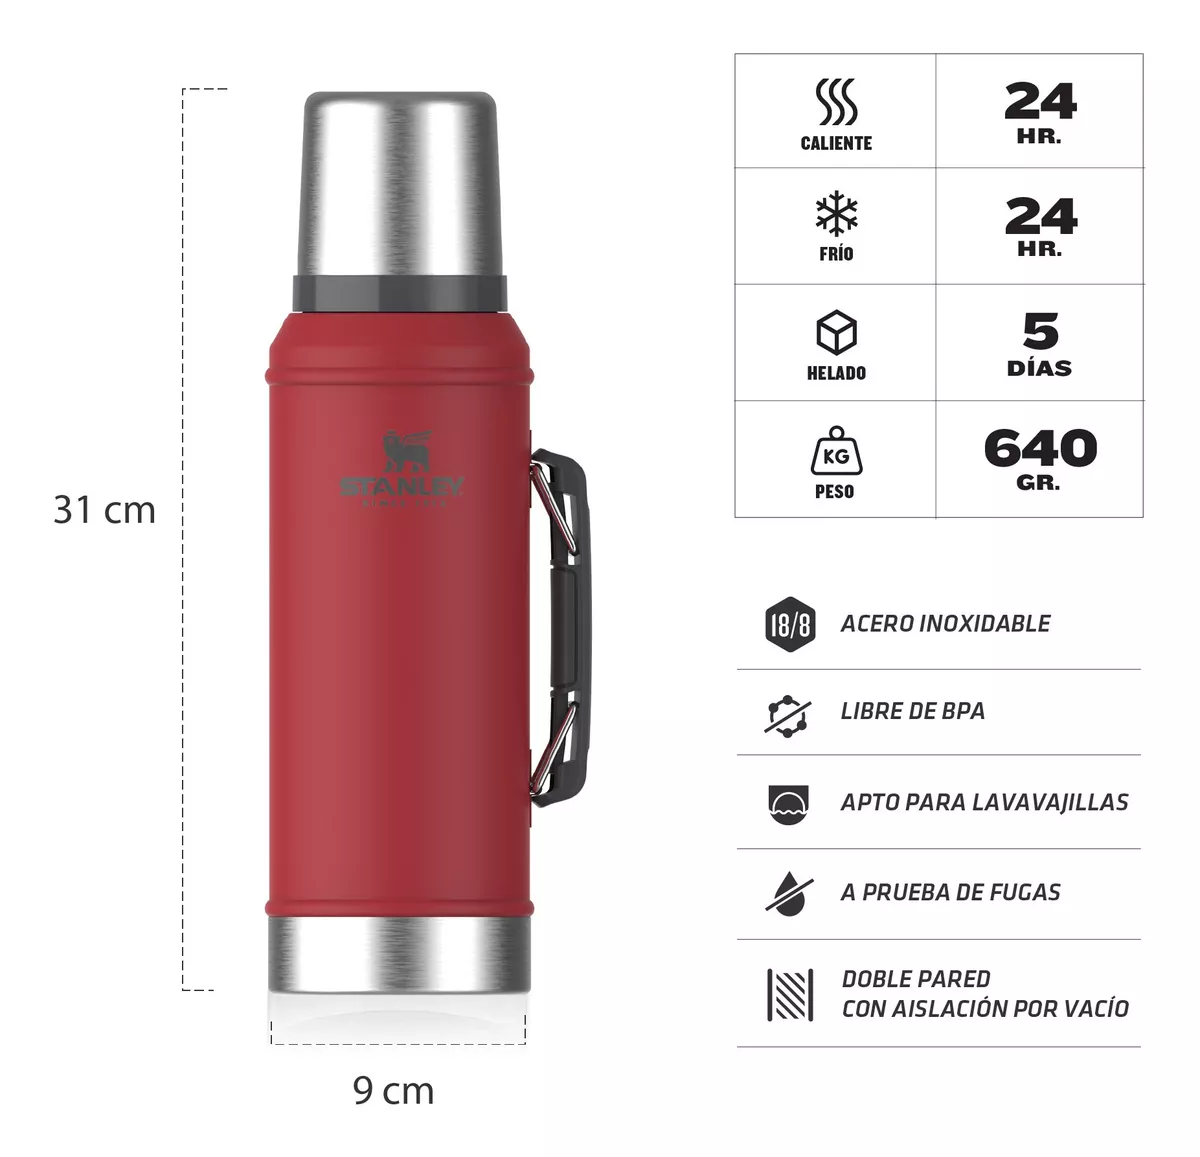 31 cm
STANLEY
9 cm
CALIENTE
24
HR.
FRÍO
24
HR.
HELADO
5
DÍAS
KG
PESO
640
GR.
18/8
ACERO INOXIDABLE
LIBRE DE BPA
APTO PARA LAVAVAJILLAS
A PRUEBA DE FUGAS
DOBLE PARED
CON AISLACIÓN POR VACÍO